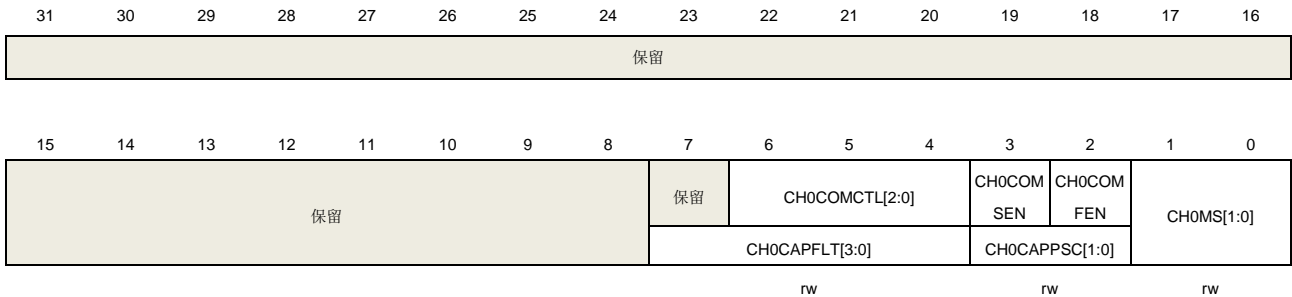 31 30 29 28 27 26 25 24 23 22 21 20 19 18 17 16
保留
15 14 13 12 11 10 9 8 7 6 5 4 3 2 1 0
保留 保留 CH0COMCTL[2:0] CH0COM SEN CH0COM FEN CH0MS[1:0]
CH0CAPFLT[3:0] CH0CAPPSC[1:0]
rw rw rw